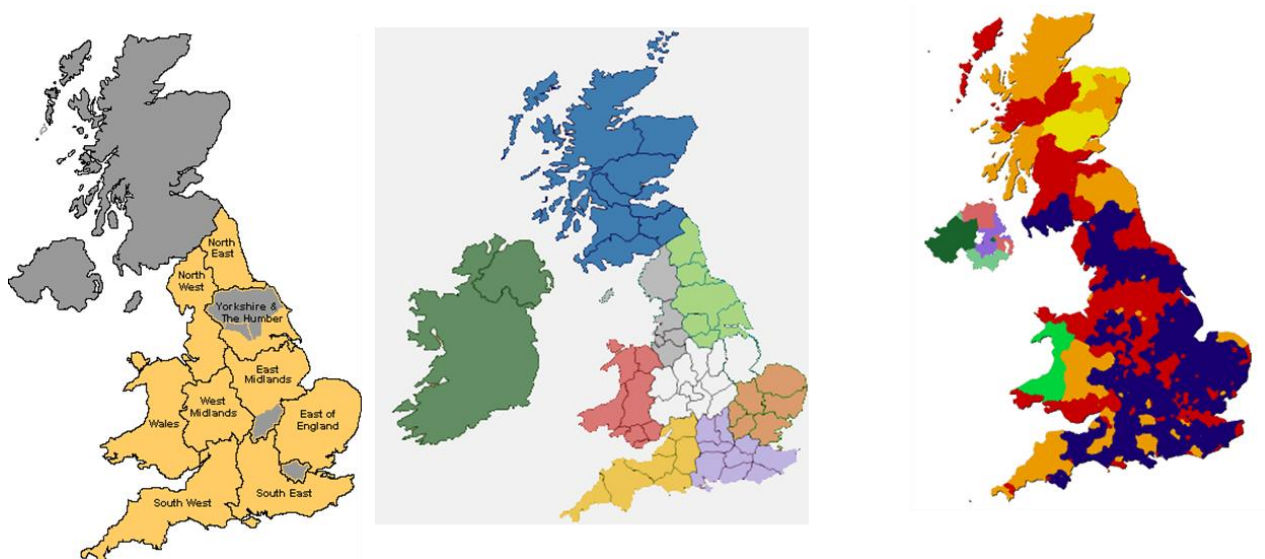 North
East
North
West
Yorkshire &
The Humber
East
Midlands
West
Midlands
Wales
East of
England
South East
South West